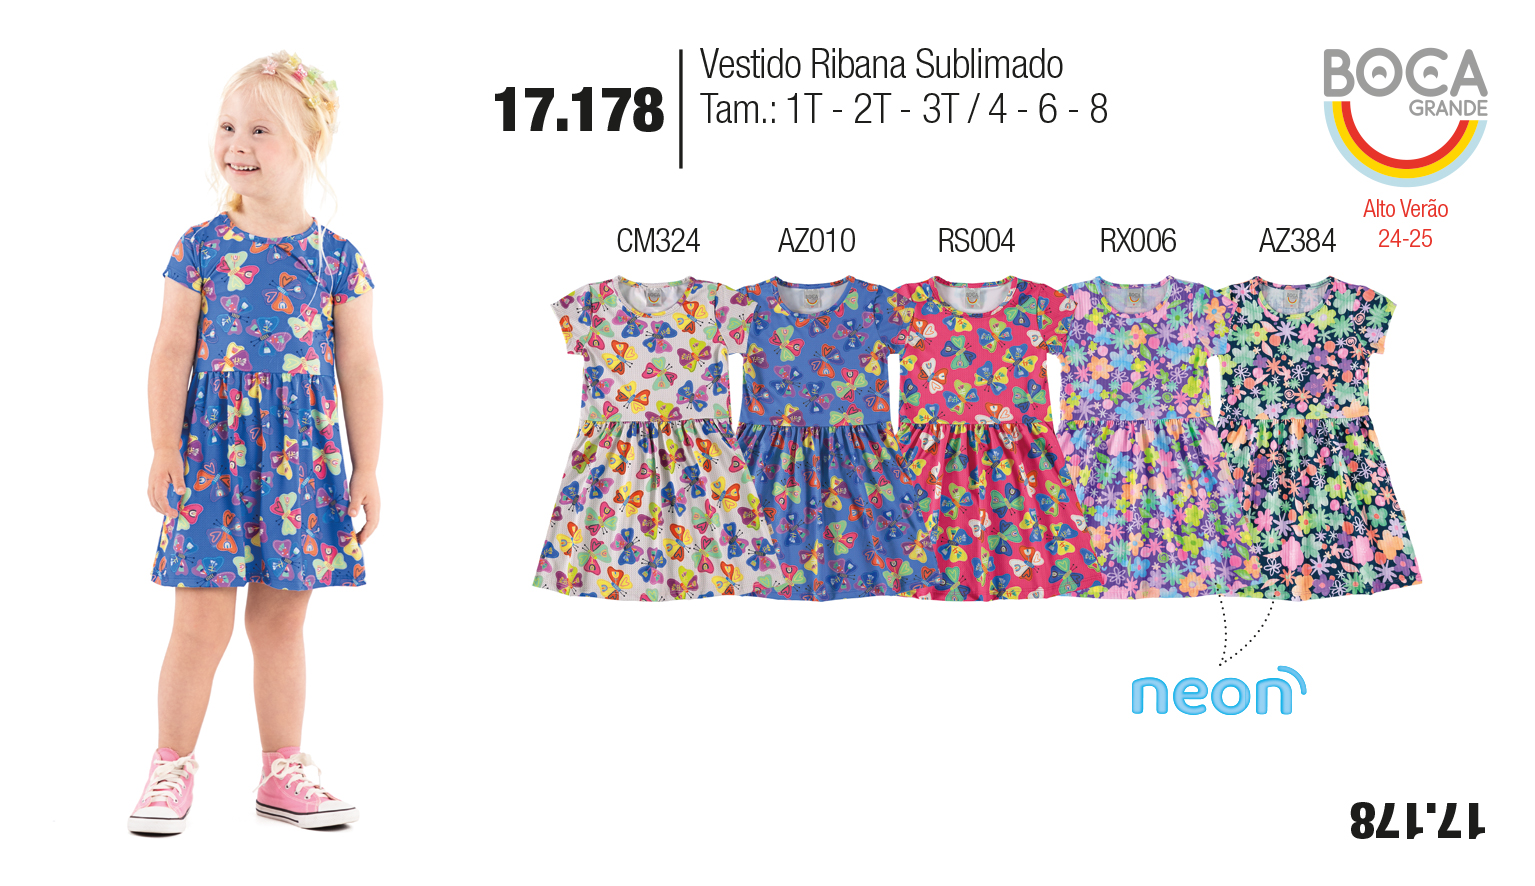 17.178
Vestido Ribana Sublimado
Tam.: 1T - 2T - 3T / 4 - 6 - 8
BOCA
GRANDE
Alto Verão
24-25
CM324
AZ010
RS004
RX006
AZ384
neon
17.178